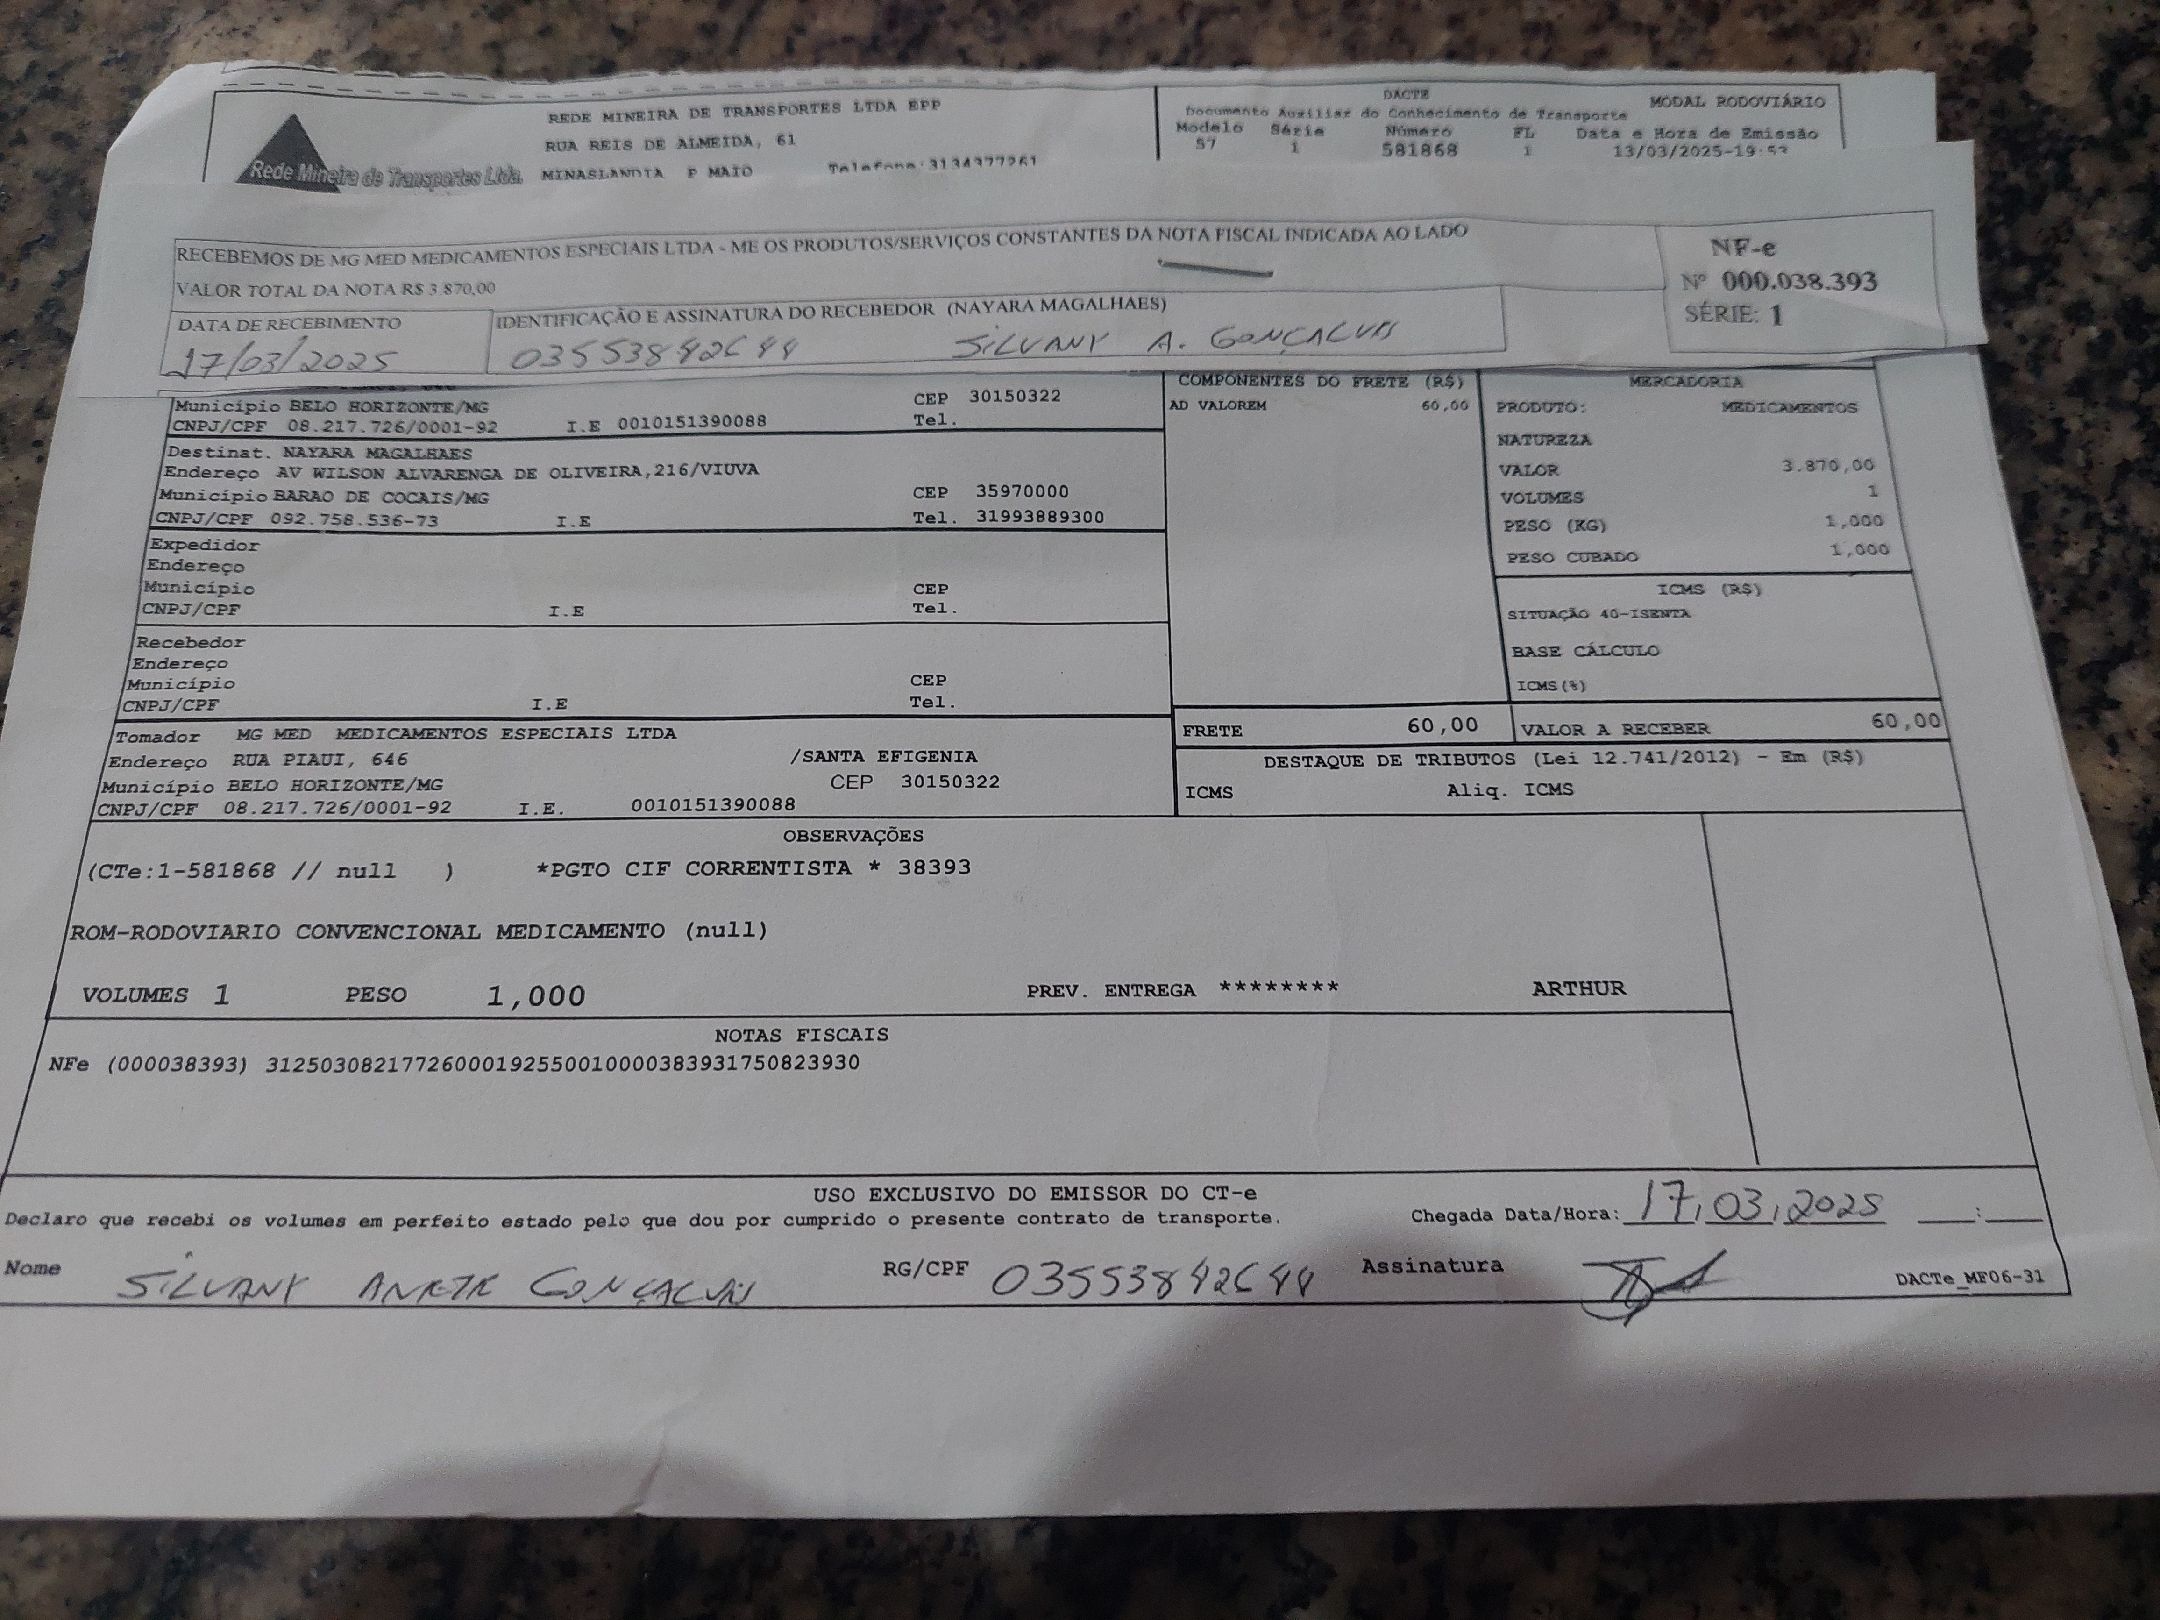 REDE MINEIRA DE TRANSPORTES LTDA EPP
RUA REIS DE ALMEIDA, 61
MINASLANDIA P MAIO Telefone:3134377261
Rede Mineira de Transportes Ltda.
DACTE
Documento Auxiliar do Conhecimento de Transporte
MODAL RODOVIÁRIO
Modelo Série Número FL Data e Hora de Emissão
57 1 581868 1 13/03/2025-19:53
RECEBEMOS DE MG MED MEDICAMENTOS ESPECIAIS LTDA - ME OS PRODUTOS/SERVIÇOS CONSTANTES DA NOTA FISCAL INDICADA AO LADO
VALOR TOTAL DA NOTA R$ 3.870,00
DATA DE RECEBIMENTO
17/03/2025
IDENTIFICAÇÃO E ASSINATURA DO RECEBEDOR (NAYARA MAGALHAES)
SILVANY A. GONÇALVES
NF-e
Nº 000.038.393
SÉRIE: 1
Município BELO HORIZONTE/MG CEP 30150322
CNPJ/CPF 08.217.726/0001-92 I.E 0010151390088 Tel.
Destinat. NAYARA MAGALHAES
Endereço AV WILSON ALVARENGA DE OLIVEIRA,216/VIUVA
Município BARAO DE COCAIS/MG CEP 35970000
CNPJ/CPF 092.758.536-73 I.E Tel. 31993889300
Expedidor
Endereço
Município CEP
CNPJ/CPF I.E Tel.
Recebedor
Endereço
Município CEP
CNPJ/CPF I.E Tel.
Tomador MG MED MEDICAMENTOS ESPECIAIS LTDA
Endereço RUA PIAUI, 646 /SANTA EFIGENIA
Município BELO HORIZONTE/MG CEP 30150322
CNPJ/CPF 08.217.726/0001-92 I.E. 0010151390088
COMPONENTES DO FRETE (R$)
AD VALOREM 60,00
MERCADORIA
PRODUTO: MEDICAMENTOS
NATUREZA
VALOR 3.870,00
VOLUMES 1
PESO (KG) 1,000
PESO CUBADO 1,000
ICMS (R$)
SITUAÇÃO 40-ISENTA
BASE CÁLCULO
ICMS(%)
FRETE 60,00 VALOR A RECEBER 60,00
DESTAQUE DE TRIBUTOS (Lei 12.741/2012) - Em (R$)
ICMS Aliq. ICMS
OBSERVAÇÕES
(CTe:1-581868 // null ) *PGTO CIF CORRENTISTA * 38393
ROM-RODOVIARIO CONVENCIONAL MEDICAMENTO (null)
VOLUMES 1 PESO 1,000 PREV. ENTREGA ******** ARTHUR
NOTAS FISCAIS
NFe (000038393) 31250308217726000192550010000383931750823930
USO EXCLUSIVO DO EMISSOR DO CT-e
Declaro que recebi os volumes em perfeito estado pelo que dou por cumprido o presente contrato de transporte.
Chegada Data/Hora: 17/03/2025 __:__
Nome SILVANY ARETE GONÇALVES RG/CPF Assinatura
DACTe_MF06-31